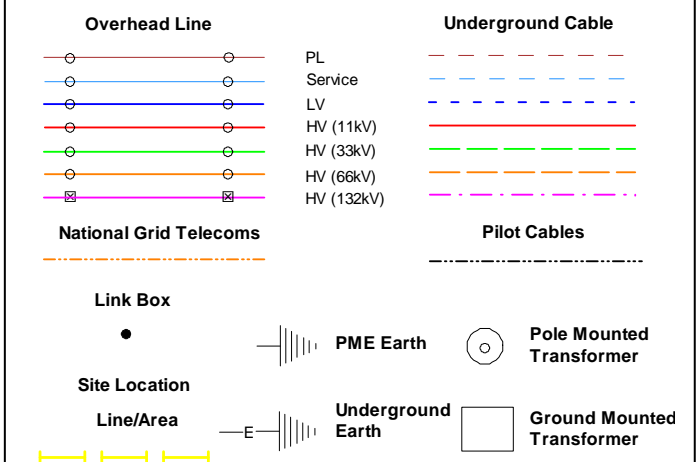 Overhead Line
Underground Cable
PL
Service
LV
HV (11kV)
HV (33kV)
HV (66kV)
HV (132kV)
National Grid Telecoms
Pilot Cables
Link Box
PME Earth
Pole Mounted
Transformer
Site Location
Line/Area
E
Underground
Earth
Ground Mounted
Transformer